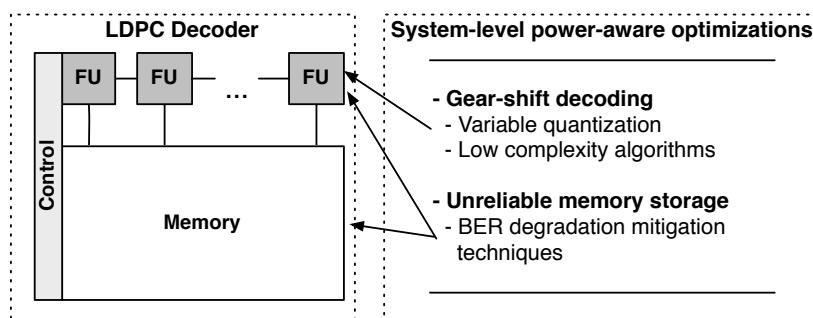 LDPC Decoder
FU FU ... FU
Control
Memory
System-level power-aware optimizations
- Gear-shift decoding
- Variable quantization
- Low complexity algorithms
- Unreliable memory storage
- BER degradation mitigation
techniques